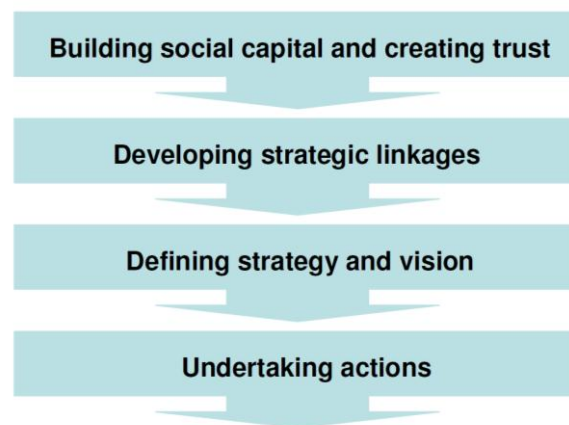 Building social capital and creating trust
Developing strategic linkages
Defining strategy and vision
Undertaking actions